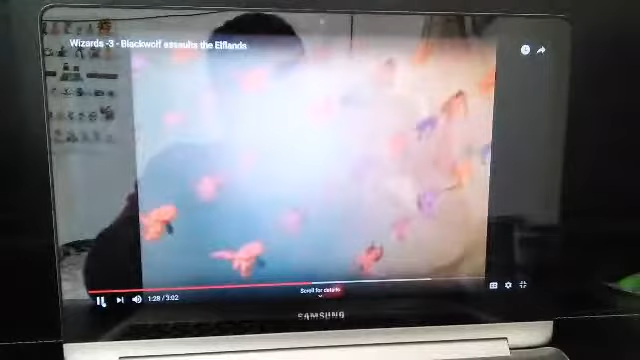 Wizards -3 - Blackwolf assaults the Elflands
Scroll for details
1:28 / 3:02
SAMSUNG